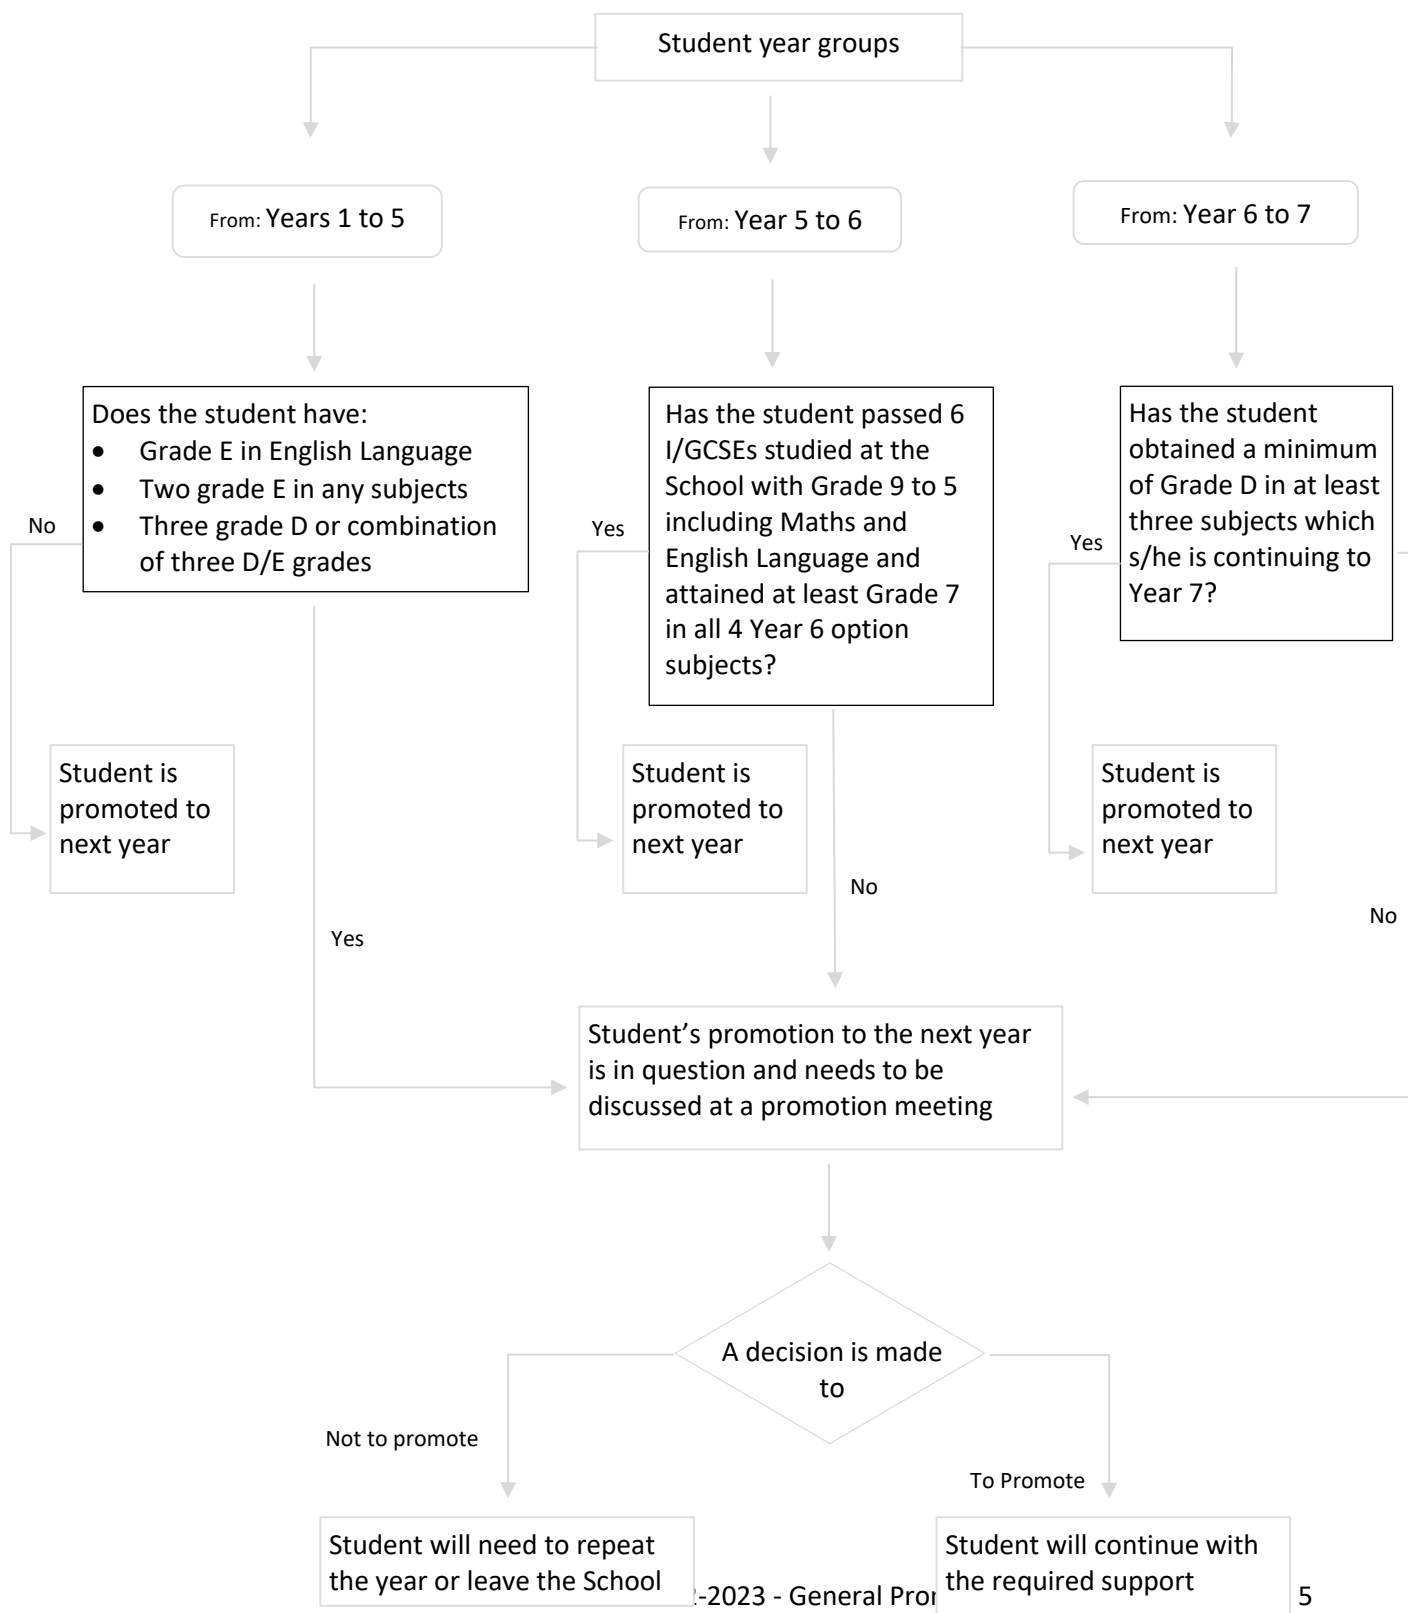 Student year groups
From: Years 1 to 5
From: Year 5 to 6
From: Year 6 to 7
Does the student have:
• Grade E in English Language
• Two grade E in any subjects
• Three grade D or combination
of three D/E grades
Has the student passed 6
I/GCSEs studied at the
School with Grade 9 to 5
including Maths and
English Language and
attained at least Grade 7
in all 4 Year 6 option
subjects?
Has the student
obtained a minimum
of Grade D in at least
three subjects which
s/he is continuing to
Year 7?
No
Yes
Yes
Student is
promoted to
next year
Student is
promoted to
next year
Student is
promoted to
next year
No
No
Yes
Student’s promotion to the next year
is in question and needs to be
discussed at a promotion meeting
A decision is made
to
Not to promote
To Promote
Student will need to repeat
the year or leave the School
Student will continue with
the required support
-2023 - General 5